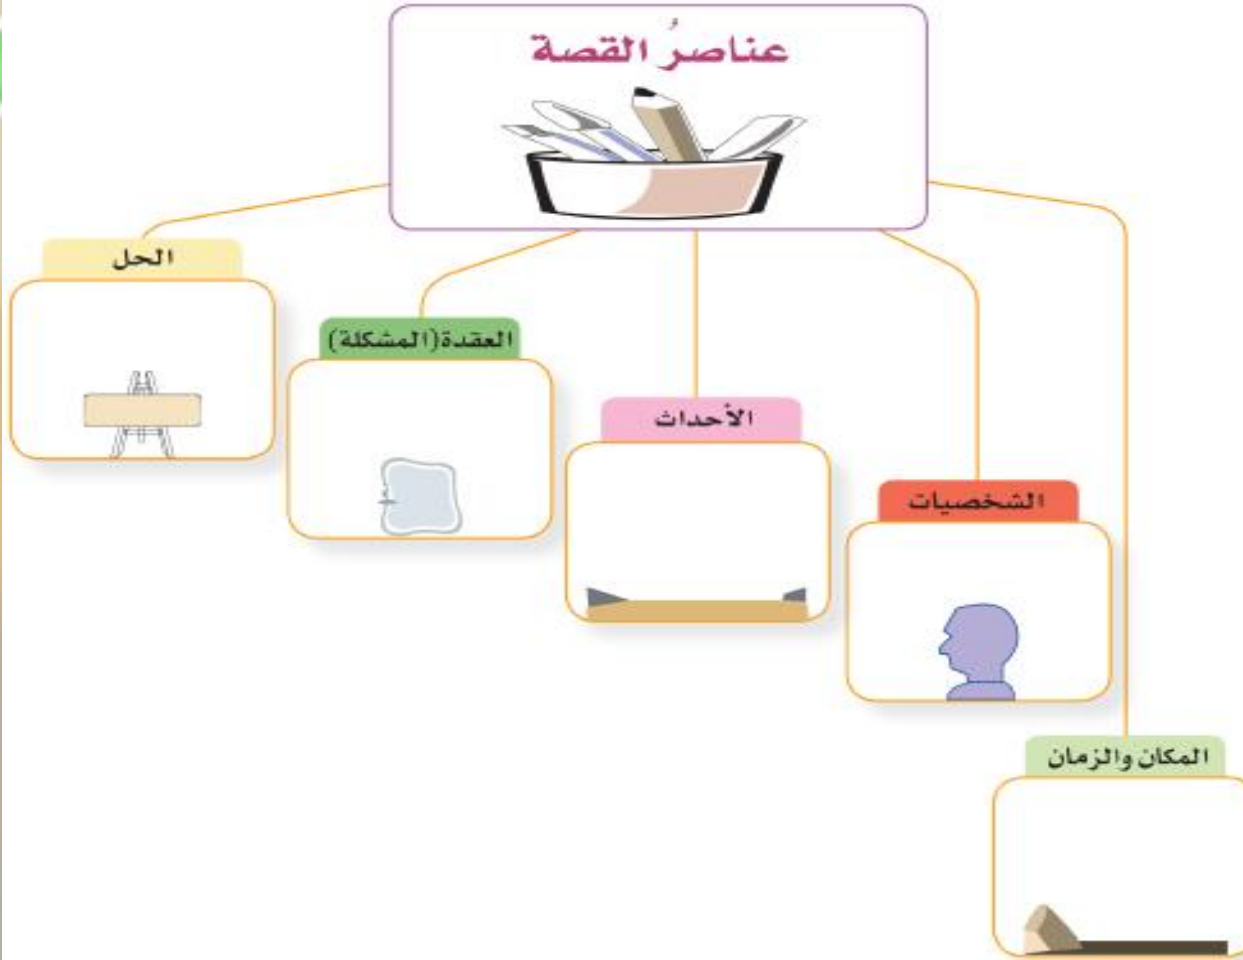 عناصرُ القصة
الحل
العقدة(المشكلة)
الأحداث
الشخصيات
المكان والزمان